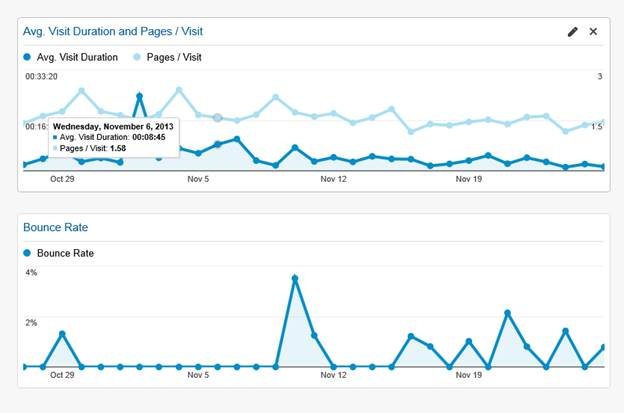 Avg. Visit Duration and Pages / Visit
Avg. Visit Duration Pages / Visit
00:33:20 3
00:16: 1.5
Wednesday, November 6, 2013
Avg. Visit Duration: 00:08:45
Pages / Visit: 1.58
Oct 29 Nov 5 Nov 12 Nov 19
Bounce Rate
Bounce Rate
4%
2%
Oct 29 Nov 5 Nov 12 Nov 19